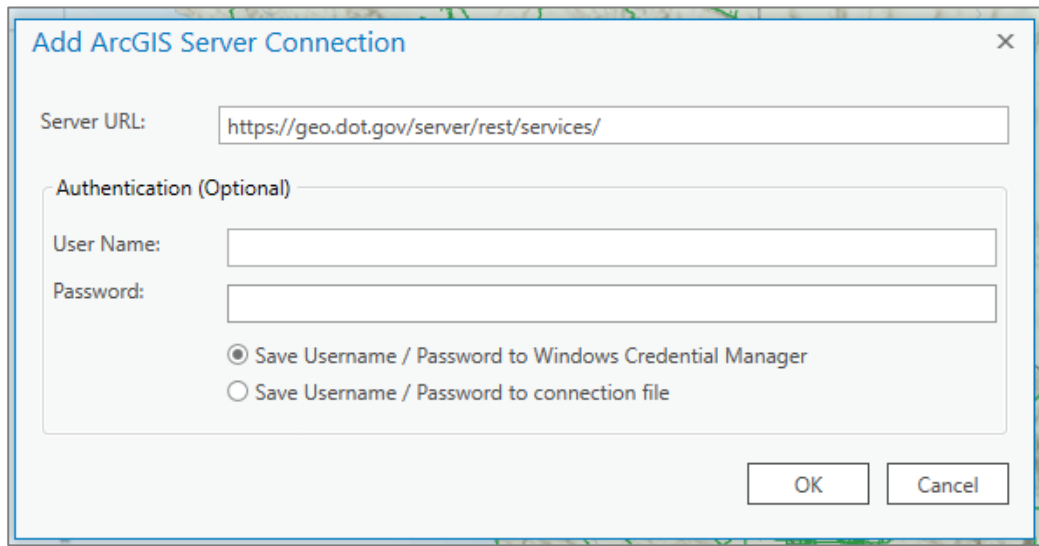 Add ArcGIS Server Connection
Server URL:
https://geo.dot.gov/server/rest/services/
Authentication (Optional)
User Name:
Password:
Save Username / Password to Windows Credential Manager
Save Username / Password to connection file
OK
Cancel